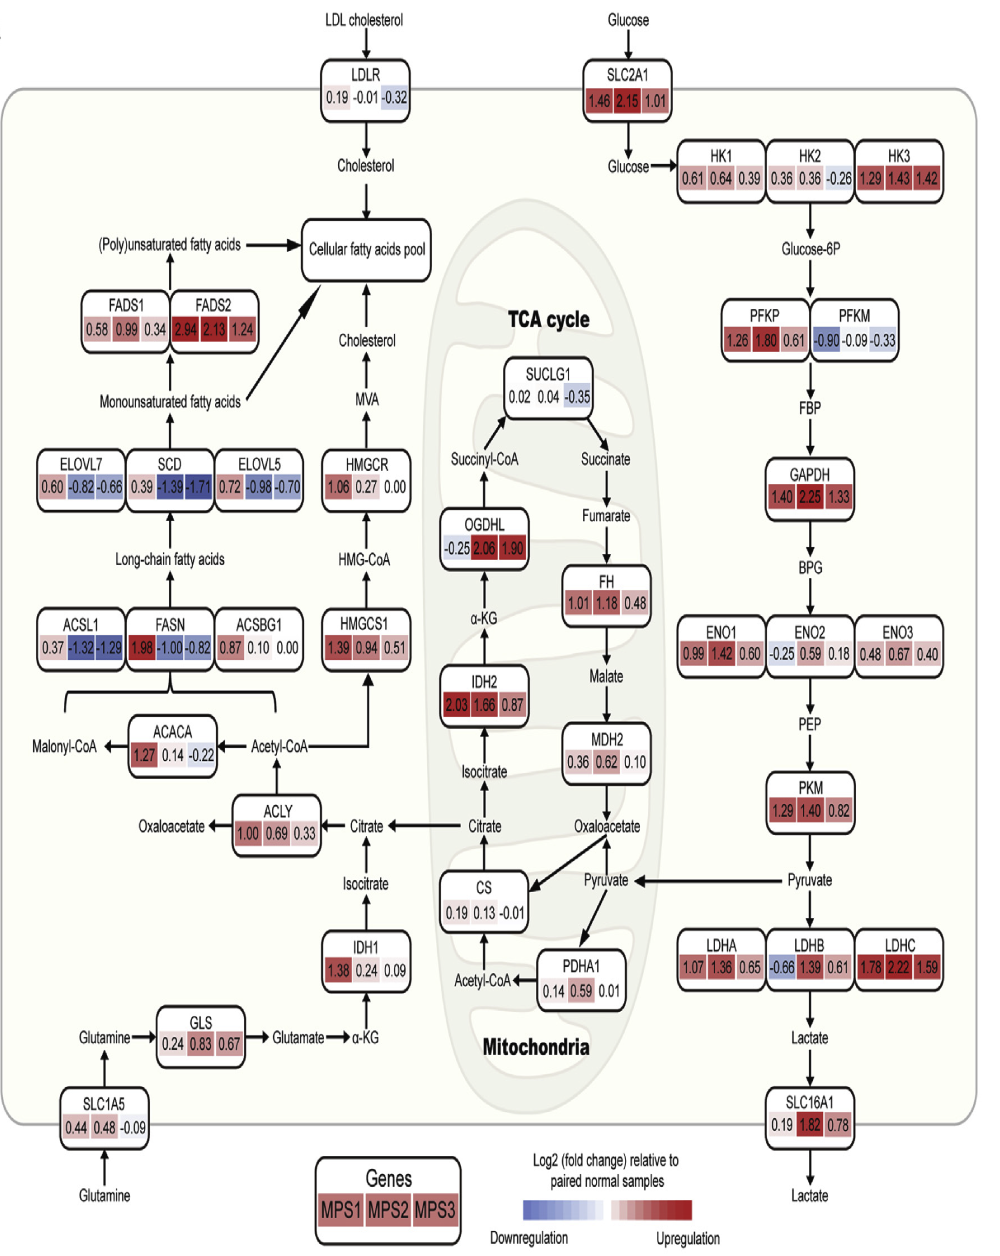 LDL cholesterol
Glucose
LDLR
0.19 -0.01 -0.32
SLC2A1
1.46 2.15 1.01
Cholesterol
Glucose
HK1
0.61 0.64 0.39
HK2
0.36 0.36 -0.26
HK3
1.29 1.43 1.42
(Poly)unsaturated fatty acids
Cellular fatty acids pool
Glucose-6P
FADS1
0.58 0.99 0.34
FADS2
2.94 2.13 1.24
TCA cycle
PFKP
1.26 1.80 0.61
PFKM
-0.90 -0.09 -0.33
Cholesterol
SUCLG1
0.02 0.04 -0.35
Monounsaturated fatty acids
MVA
FBP
ELOVL7
0.60 -0.82 -0.66
SCD
0.39 -1.39 -1.71
ELOVL5
0.72 -0.98 -0.70
HMGCR
1.06 0.27 0.00
Succinyl-CoA
Succinate
GAPDH
1.40 2.25 1.33
OGDHL
-0.25 2.06 1.90
Fumarate
Long-chain fatty acids
HMG-CoA
BPG
FH
1.01 1.18 0.48
ACSL1
0.37 -1.32 -1.29
FASN
1.98 -1.00 -0.82
ACSBG1
0.87 0.10 0.00
HMGCS1
1.39 0.94 0.51
α-KG
ENO1
0.99 1.42 0.60
ENO2
-0.25 0.59 0.18
ENO3
0.48 0.67 0.40
IDH2
2.03 1.66 0.87
Malate
ACACA
1.27 0.14 -0.22
Malonyl-CoA
Acetyl-CoA
MDH2
0.36 0.62 0.10
PEP
Isocitrate
PKM
1.29 1.40 0.82
ACLY
1.00 0.69 0.33
Oxaloacetate
Citrate
Citrate
Oxaloacetate
Isocitrate
CS
0.19 0.13 -0.01
Pyruvate
Pyruvate
IDH1
1.38 0.24 0.09
Acetyl-CoA
PDHA1
0.14 0.59 0.01
LDHA
1.07 1.36 0.65
LDHB
-0.66 1.39 0.61
LDHC
1.78 2.22 1.59
GLS
0.24 0.83 0.67
Glutamine
Glutamate
α-KG
Mitochondria
Lactate
SLC1A5
0.44 0.48 -0.09
SLC16A1
0.19 1.82 0.78
Glutamine
Lactate
Genes
MPS1 MPS2 MPS3
Log2 (fold change) relative to
paired normal samples
Downregulation
Upregulation